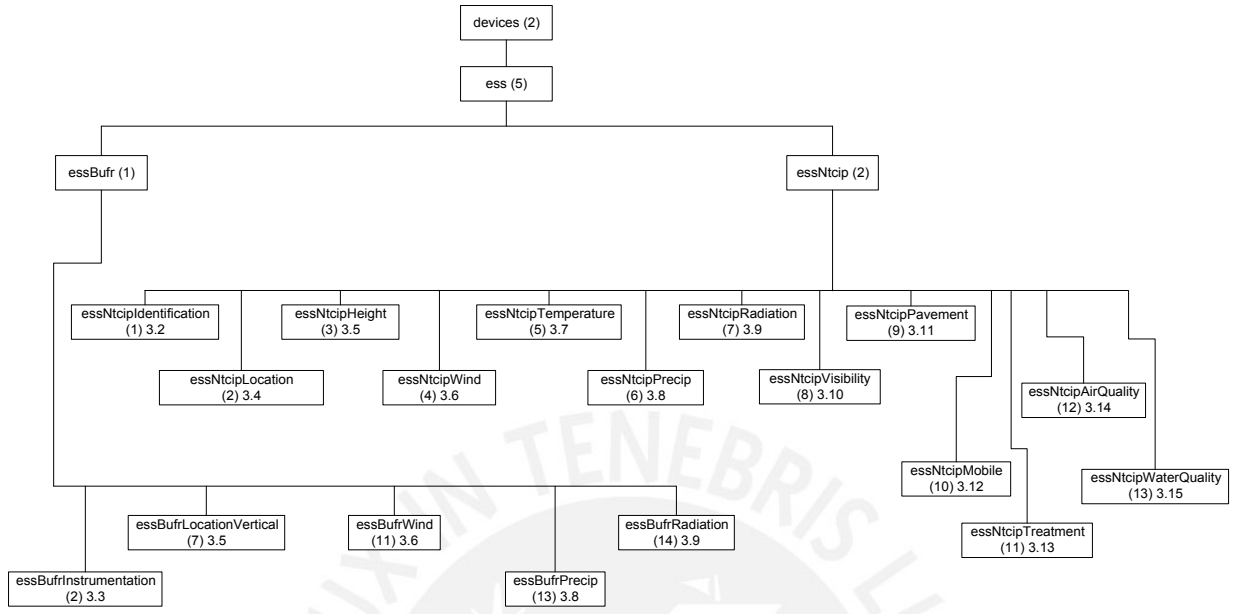 devices (2)
ess (5)
essBufr (1)
essNtcip (2)
essNtcipIdentification
(1) 3.2
essNtcipHeight
(3) 3.5
essNtcipTemperature
(5) 3.7
essNtcipRadiation
(7) 3.9
essNtcipPavement
(9) 3.11
essNtcipLocation
(2) 3.4
essNtcipWind
(4) 3.6
essNtcipPrecip
(6) 3.8
essNtcipVisibility
(8) 3.10
essNtcipAirQuality
(12) 3.14
essNtcipMobile
(10) 3.12
essNtcipWaterQuality
(13) 3.15
essBufrLocationVertical
(7) 3.5
essBufrWind
(11) 3.6
essBufrRadiation
(14) 3.9
essNtcipTreatment
(11) 3.13
essBufrInstrumentation
(2) 3.3
essBufrPrecip
(13) 3.8
IN TENEBRIS